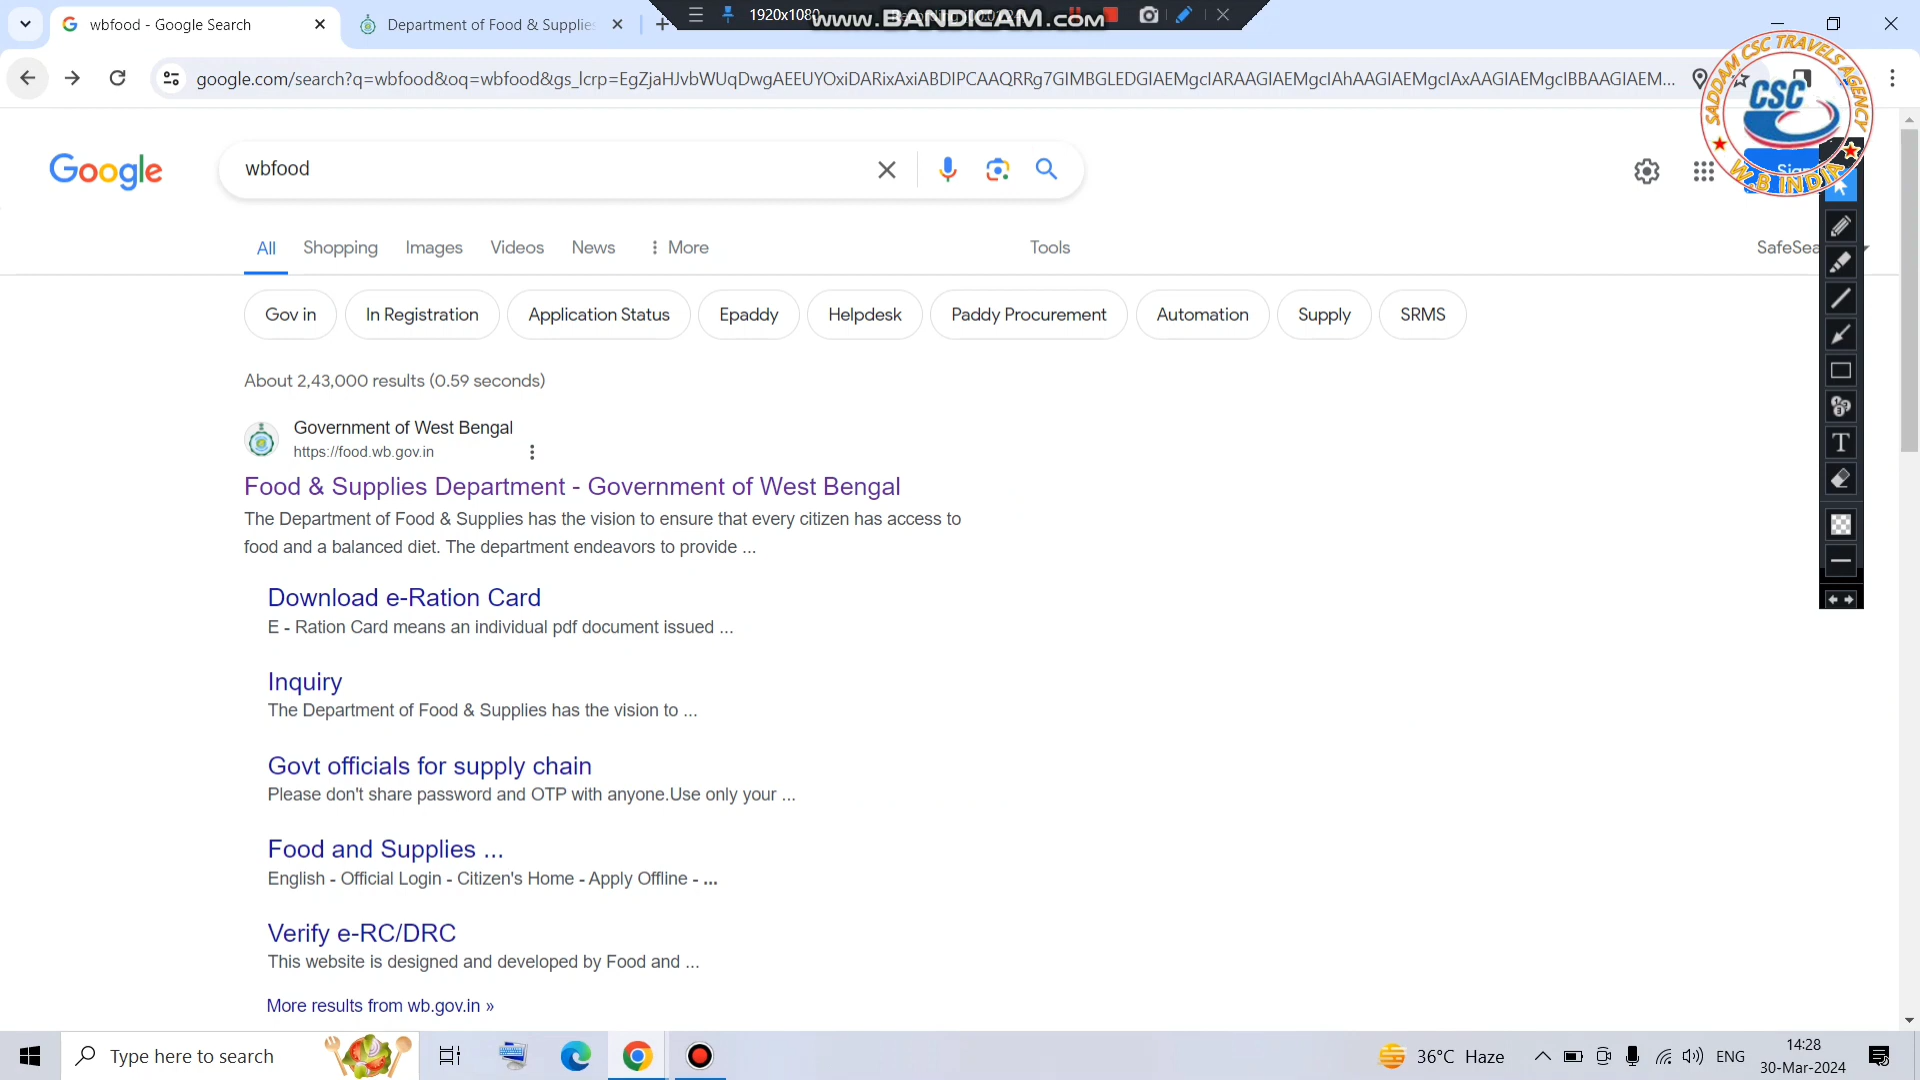 wbfood - Google Search
Department of Food & Supplies
1920x1080
www.BANDICAM.com
google.com/search?q=wbfood&oq=wbfood&gs_lcrp=EgZjaHJvbWUqDwgAEEUYOxiDARixAxiABDIPCAAQRRg7GIMBGLEDGIAEMgcIARAAGIAEMgcIAhAAGIAEMgcIAxAAGIAEMgcIBBAAGIAEM...
SADDAM CSC TRAVELS AGENCY
CSC
W.B INDIA
Google
wbfood
All
Shopping
Images
Videos
News
More
Tools
SafeSea
Gov in
In Registration
Application Status
Epaddy
Helpdesk
Paddy Procurement
Automation
Supply
SRMS
About 2,43,000 results (0.59 seconds)
Government of West Bengal
https://food.wb.gov.in
Food & Supplies Department - Government of West Bengal
The Department of Food & Supplies has the vision to ensure that every citizen has access to
food and a balanced diet. The department endeavors to provide ...
Download e-Ration Card
E - Ration Card means an individual pdf document issued ...
Inquiry
The Department of Food & Supplies has the vision to ...
Govt officials for supply chain
Please don't share password and OTP with anyone.Use only your ...
Food and Supplies ...
English - Official Login - Citizen's Home - Apply Offline - ...
Verify e-RC/DRC
This website is designed and developed by Food and ...
More results from wb.gov.in »
T
Type here to search
36°C Haze
ENG
14:28
30-Mar-2024